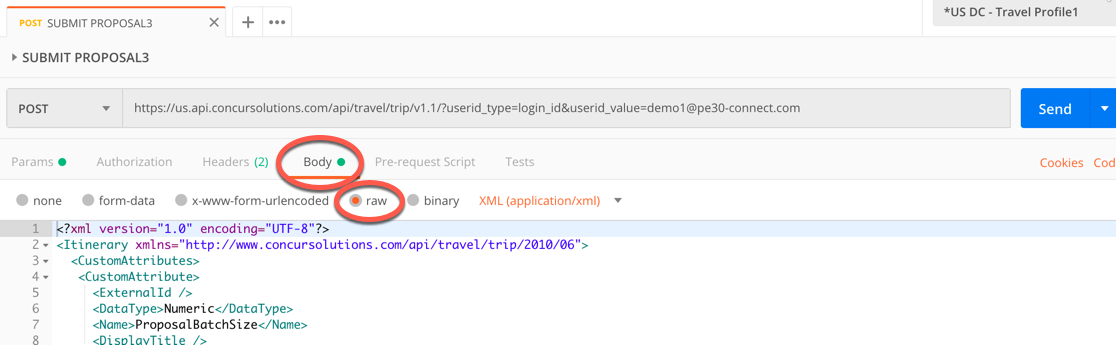 POST SUBMIT PROPOSAL3
*US DC - Travel Profile1
SUBMIT PROPOSAL3
POST https://us.api.concursolutions.com/api/travel/trip/v1.1/?userid_type=login_id&userid_value=demo1@pe30-connect.com Send
Params Authorization Headers (2) Body Pre-request Script Tests Cookies Cod
none form-data x-www-form-urlencoded raw binary XML (application/xml)
1 <?xml version="1.0" encoding="UTF-8"?>
2 <Itinerary xmlns="http://www.concursolutions.com/api/travel/trip/2010/06">
3 <CustomAttributes>
4 <CustomAttribute>
5 <ExternalId />
6 <DataType>Numeric</DataType>
7 <Name>ProposalBatchSize</Name>
8 <DisplayTitle />